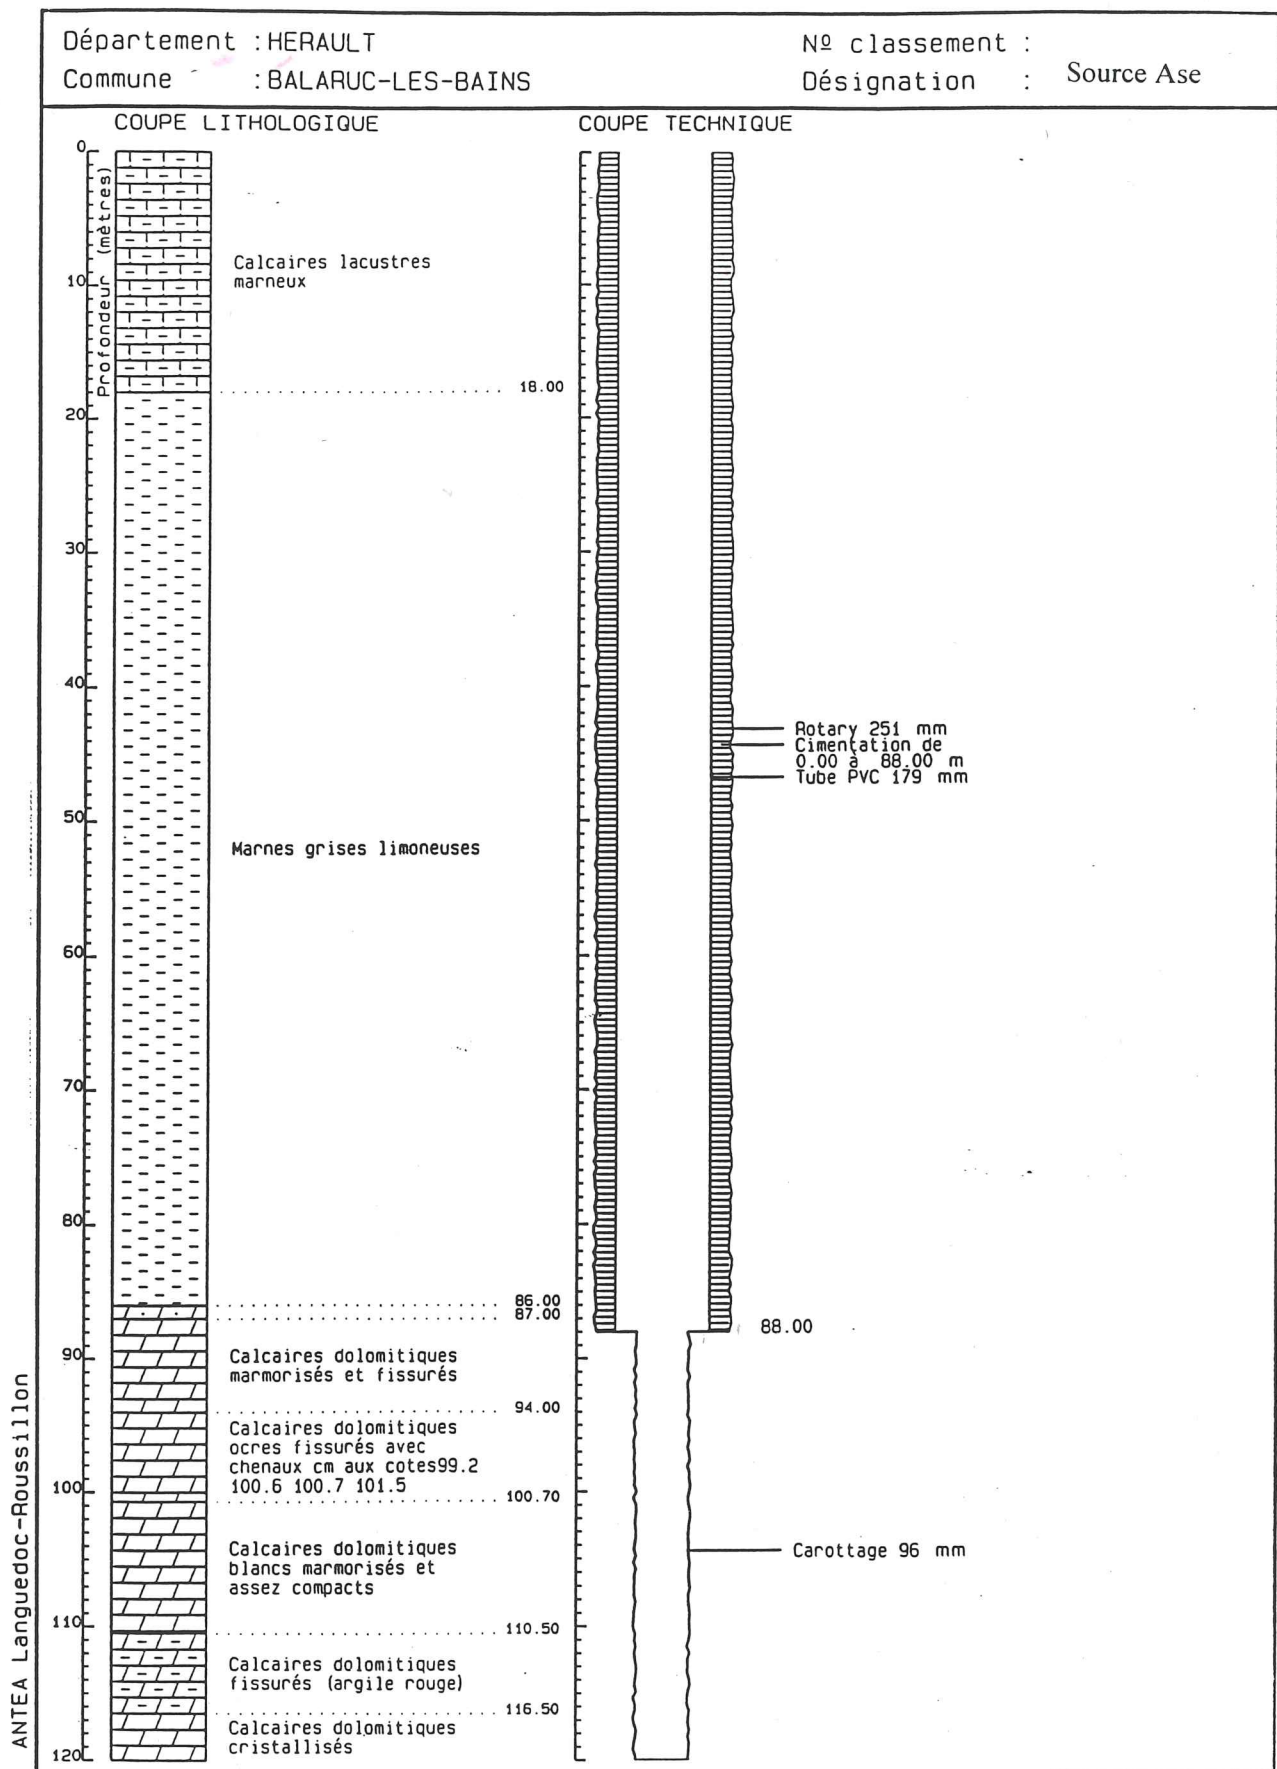 Département : HERAULT
Commune : BALARUC-LES-BAINS
Nº classement :
Désignation : Source Ase
COUPE LITHOLOGIQUE
COUPE TECHNIQUE
Profondeur (mètres)
0
10
20
30
40
50
60
70
80
90
100
110
120
Calcaires lacustres
marneux
18.00
Marnes grises limoneuses
86.00
87.00
Calcaires dolomitiques
marmorisés et fissurés
94.00
Calcaires dolomitiques
ocres fissurés avec
chenaux cm aux cotes99.2
100.6 100.7 101.5
100.70
Calcaires dolomitiques
blancs marmorisés et
assez compacts
110.50
Calcaires dolomitiques
fissurés (argile rouge)
116.50
Calcaires dolomitiques
cristallisés
Rotary 251 mm
Cimentation de
0.00 à 88.00 m
Tube PVC 179 mm
88.00
Carottage 96 mm
ANTEA Languedoc-Roussillon